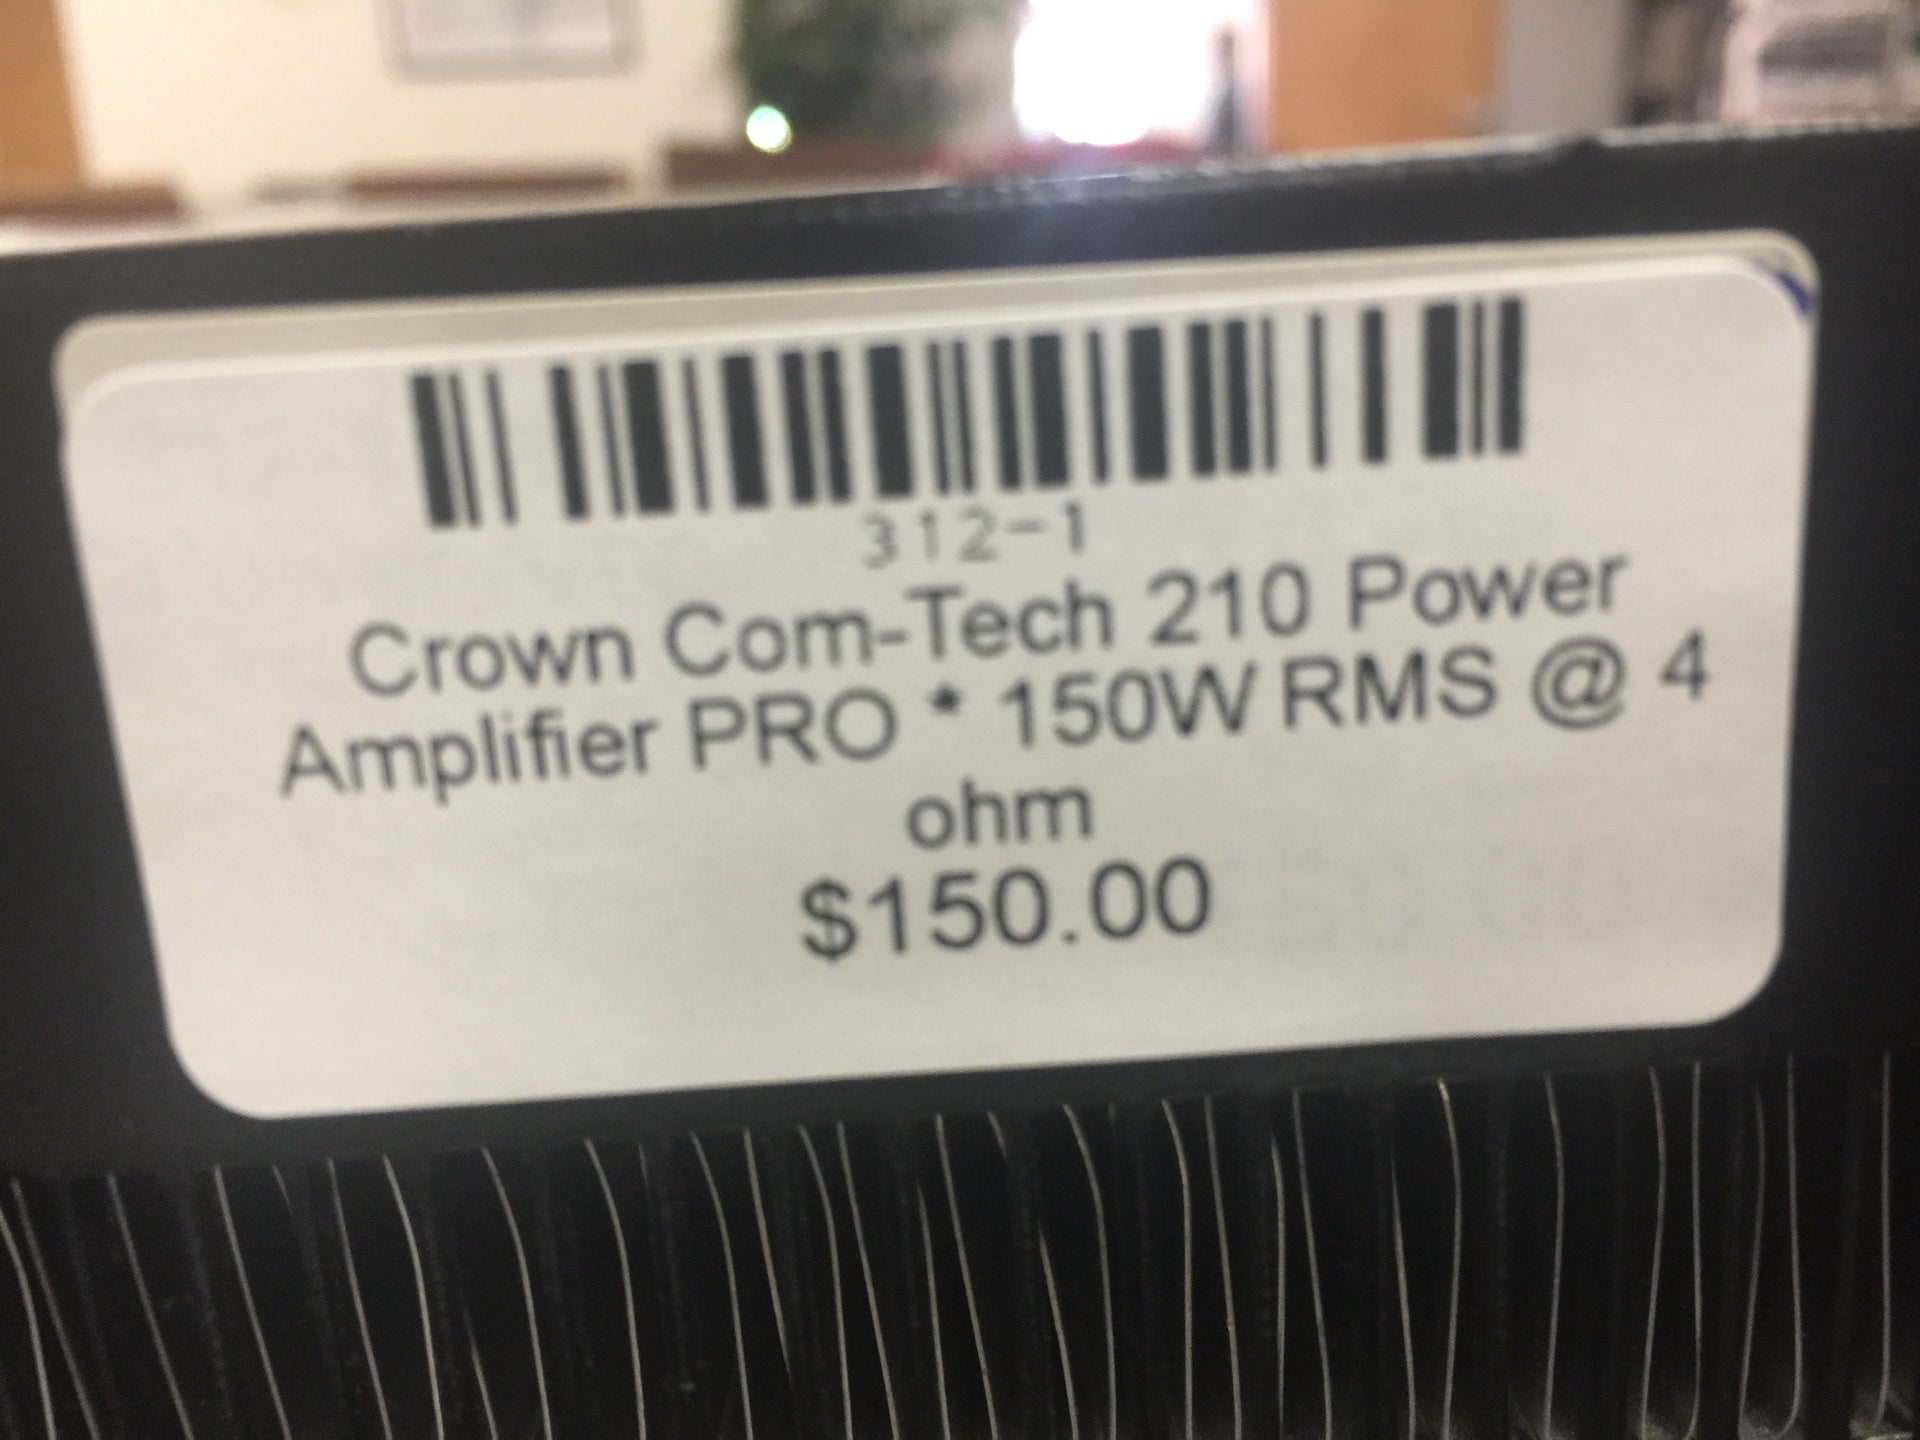 312-1
Crown Com-Tech 210 Power
Amplifier PRO * 150W RMS @ 4
ohm
$150.00